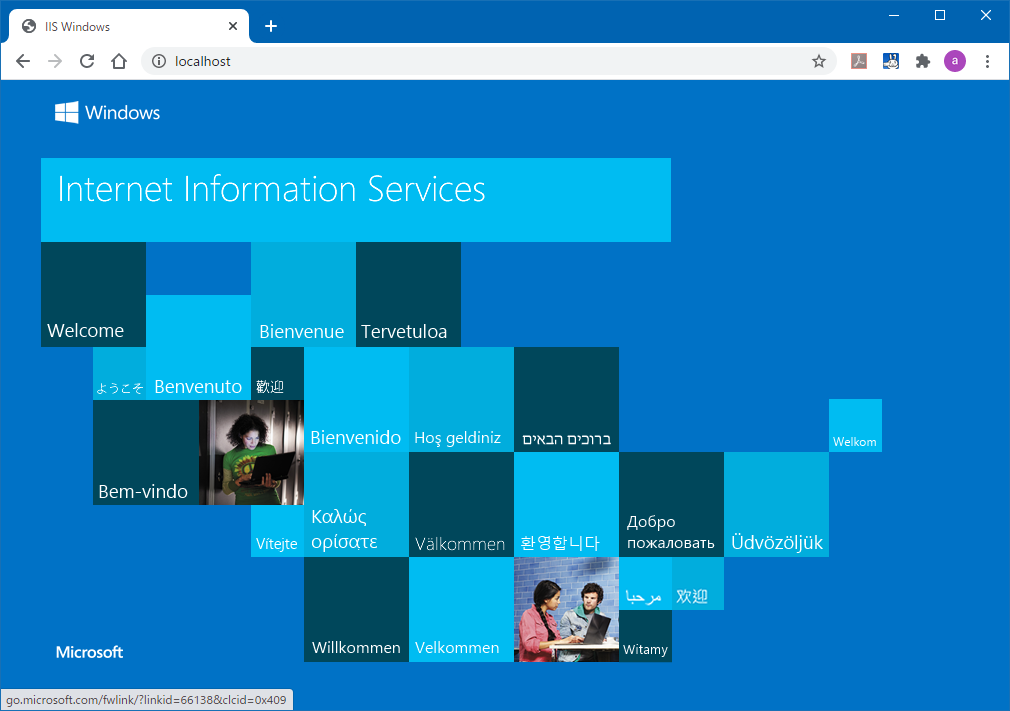 IIS Windows
localhost
a
Windows
Internet Information Services
Welcome
Bienvenue
Tervetuloa
ようこそ
Benvenuto
歡迎
Bienvenido
Hoş geldiniz
ברוכים הבאים
Welkom
Bem-vindo
Vítejte
Καλώς
ορίσατε
Välkommen
환영합니다
Добро
пожаловать
Üdvözöljük
Willkommen
Velkommen
مرحبا
欢迎
Witamy
Microsoft
go.microsoft.com/fwlink/?linkid=66138&clcid=0x409